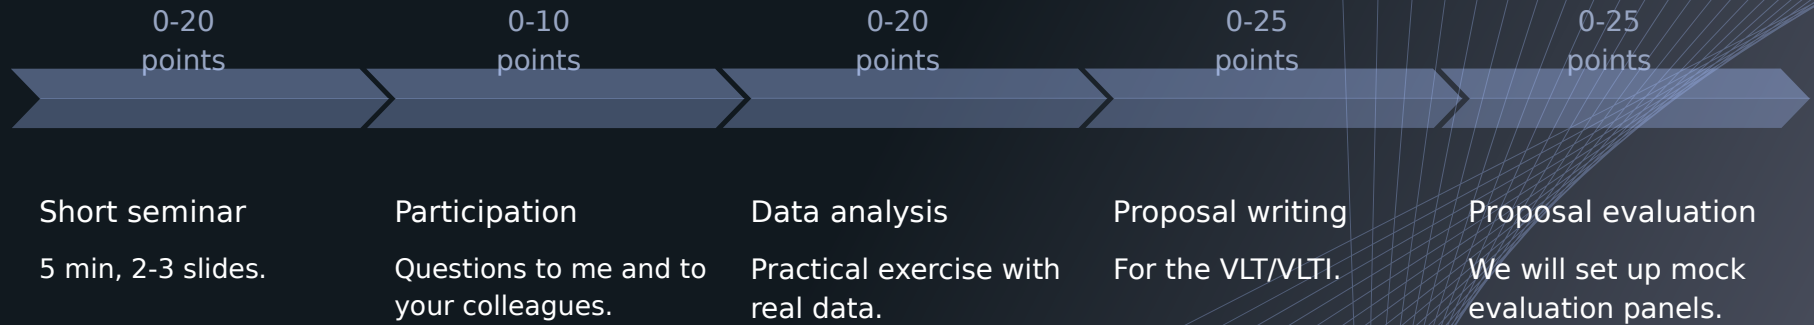 0-20
points
0-10
points
0-20
points
0-25
points
0-25
points
Short seminar
5 min, 2-3 slides.
Participation
Questions to me and to
your colleagues.
Data analysis
Practical exercise with
real data.
Proposal writing
For the VLT/VLTI.
Proposal evaluation
We will set up mock
evaluation panels.